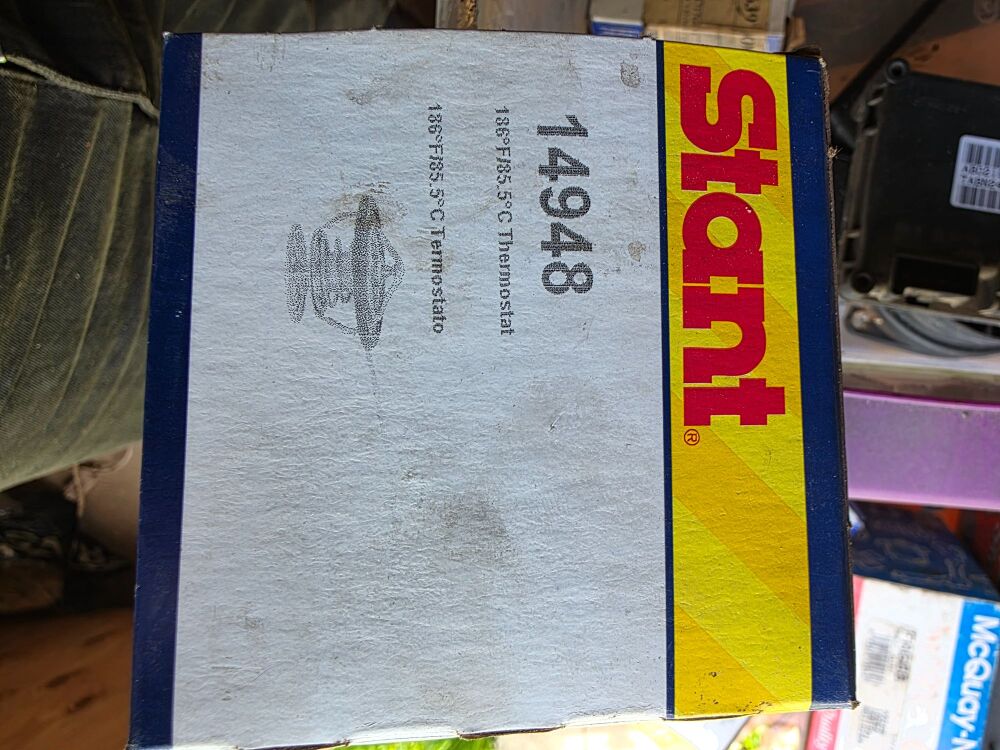 Stant®
14948
186°F/85.5°C Thermostat
186°F/85.5°C Termostato
McQuay-N